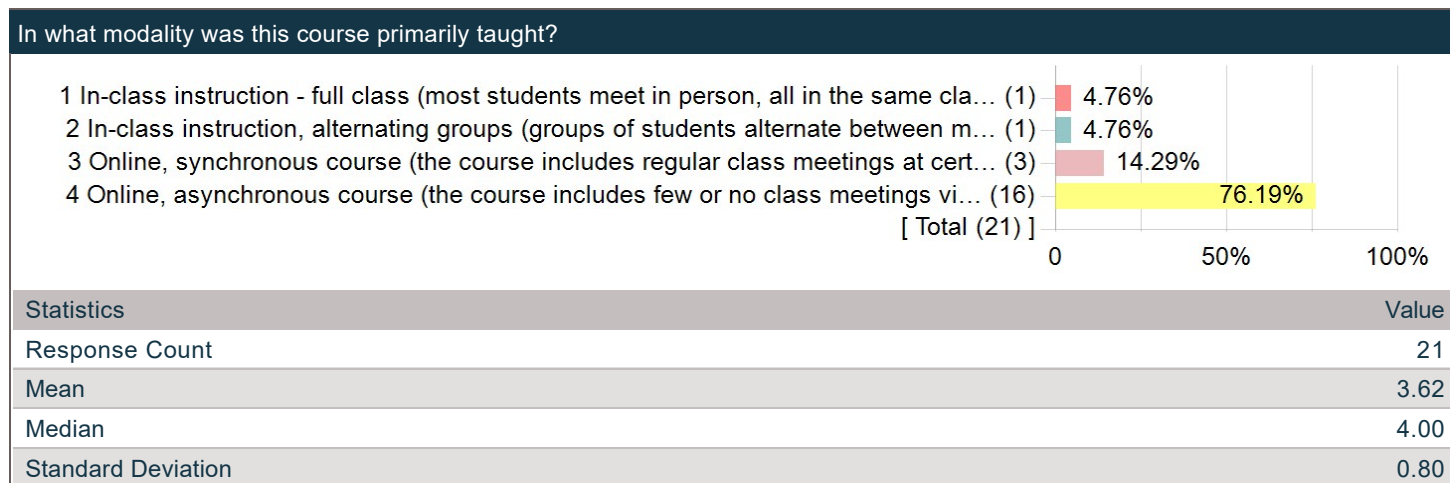 In what modality was this course primarily taught?
1 In-class instruction - full class (most students meet in person, all in the same cla... (1) 4.76%
2 In-class instruction, alternating groups (groups of students alternate between m... (1) 4.76%
3 Online, synchronous course (the course includes regular class meetings at cert... (3) 14.29%
4 Online, asynchronous course (the course includes few or no class meetings vi... (16) 76.19%
[ Total (21) ]
0 50% 100%
Statistics Value
Response Count 21
Mean 3.62
Median 4.00
Standard Deviation 0.80